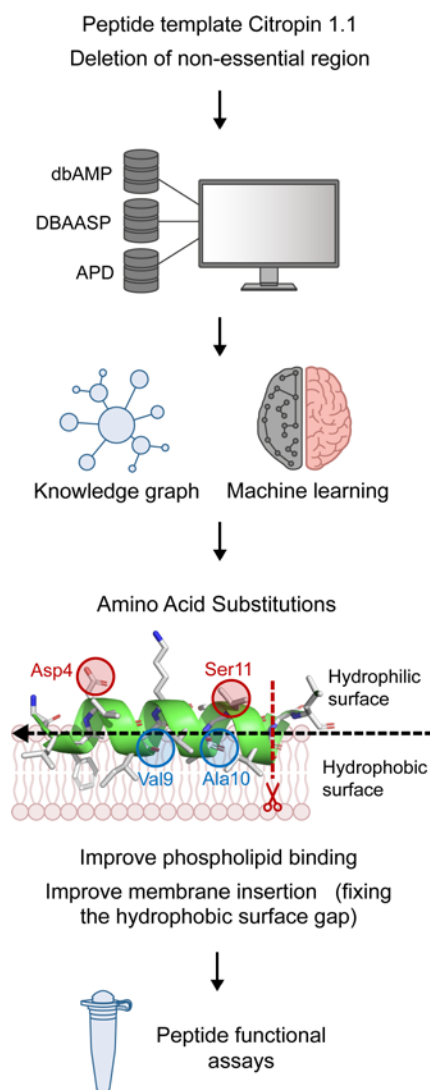 Peptide template Citropin 1.1
Deletion of non-essential region
dbAMP
DBAASP
APD
Knowledge graph
Machine learning
Amino Acid Substitutions
Asp4
Ser11
Hydrophilic
surface
Val9
Ala10
Hydrophobic
surface
Improve phospholipid binding
Improve membrane insertion (fixing
the hydrophobic surface gap)
Peptide functional
assays